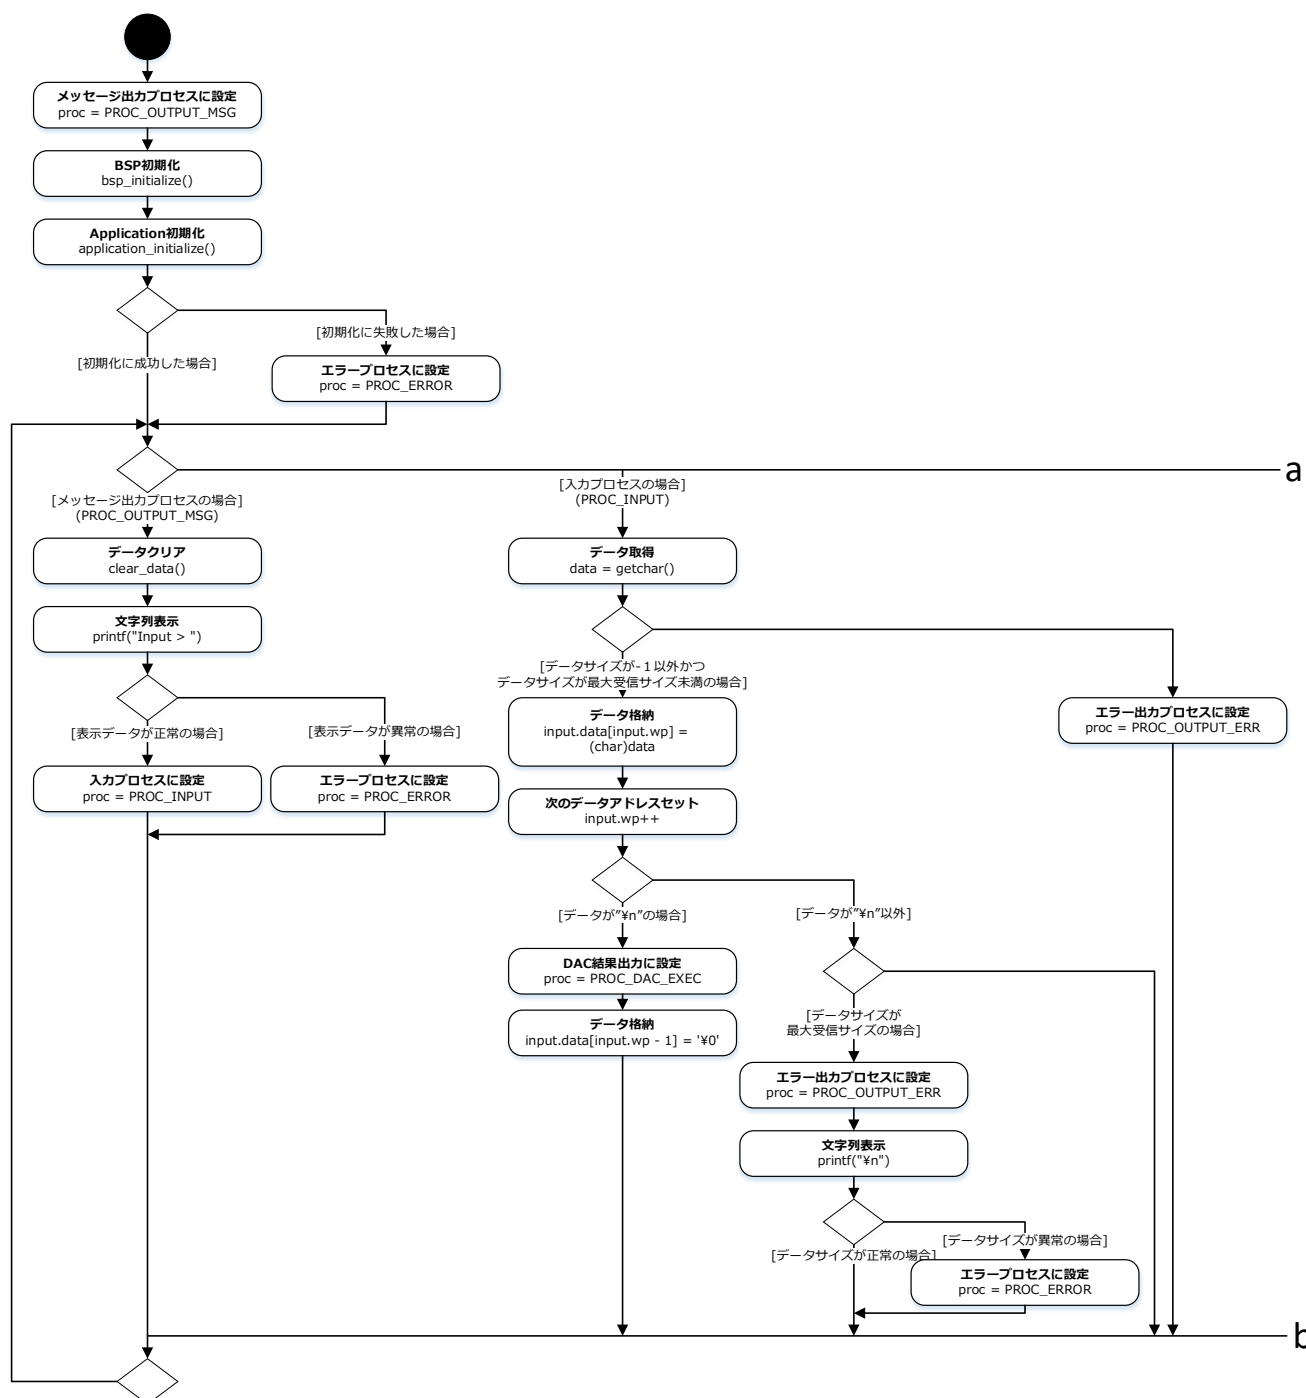 メッセージ出力プロセスに設定
proc = PROC_OUTPUT_MSG
BSP初期化
bsp_initialize()
Application初期化
application_initialize()
[初期化に失敗した場合]
[初期化に成功した場合]
エラープロセスに設定
proc = PROC_ERROR
a
[メッセージ出力プロセスの場合]
(PROC_OUTPUT_MSG)
[入力プロセスの場合]
(PROC_INPUT)
データクリア
clear_data()
データ取得
data = getchar()
文字列表示
printf("Input > ")
[データサイズが-１以外かつ
データサイズが最大受信サイズ未満の場合]
[表示データが正常の場合]
[表示データが異常の場合]
データ格納
input.data[input.wp] =
(char)data
エラー出力プロセスに設定
proc = PROC_OUTPUT_ERR
入力プロセスに設定
proc = PROC_INPUT
エラープロセスに設定
proc = PROC_ERROR
次のデータアドレスセット
input.wp++
[データが”¥n”の場合]
[データが”¥n”以外]
DAC結果出力に設定
proc = PROC_DAC_EXEC
データ格納
input.data[input.wp - 1] = '¥0'
[データサイズが
最大受信サイズの場合]
エラー出力プロセスに設定
proc = PROC_OUTPUT_ERR
文字列表示
printf("¥n")
[データサイズが異常の場合]
[データサイズが正常の場合]
エラープロセスに設定
proc = PROC_ERROR
b